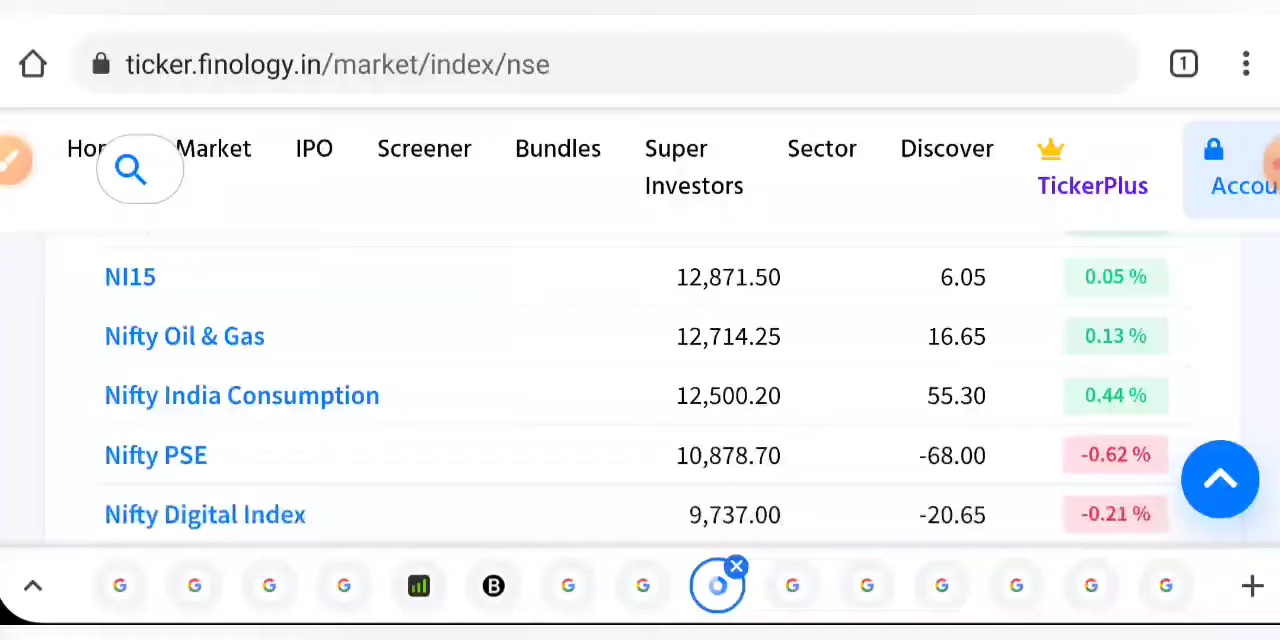 ticker.finology.in/market/index/nse
1
Market IPO Screener Bundles Super Investors Sector Discover TickerPlus
NI15 12,871.50 6.05 0.05 %
Nifty Oil & Gas 12,714.25 16.65 0.13 %
Nifty India Consumption 12,500.20 55.30 0.44 %
Nifty PSE 10,878.70 -68.00 -0.62 %
Nifty Digital Index 9,737.00 -20.65 -0.21 %